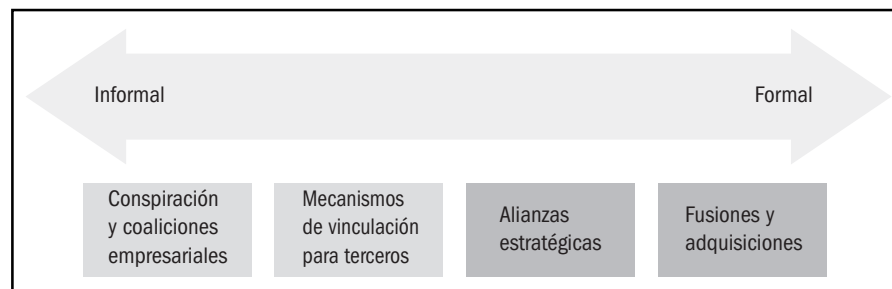 Informal
Formal
Conspiración
y coaliciones
empresariales
Mecanismos
de vinculación
para terceros
Alianzas
estratégicas
Fusiones y
adquisiciones